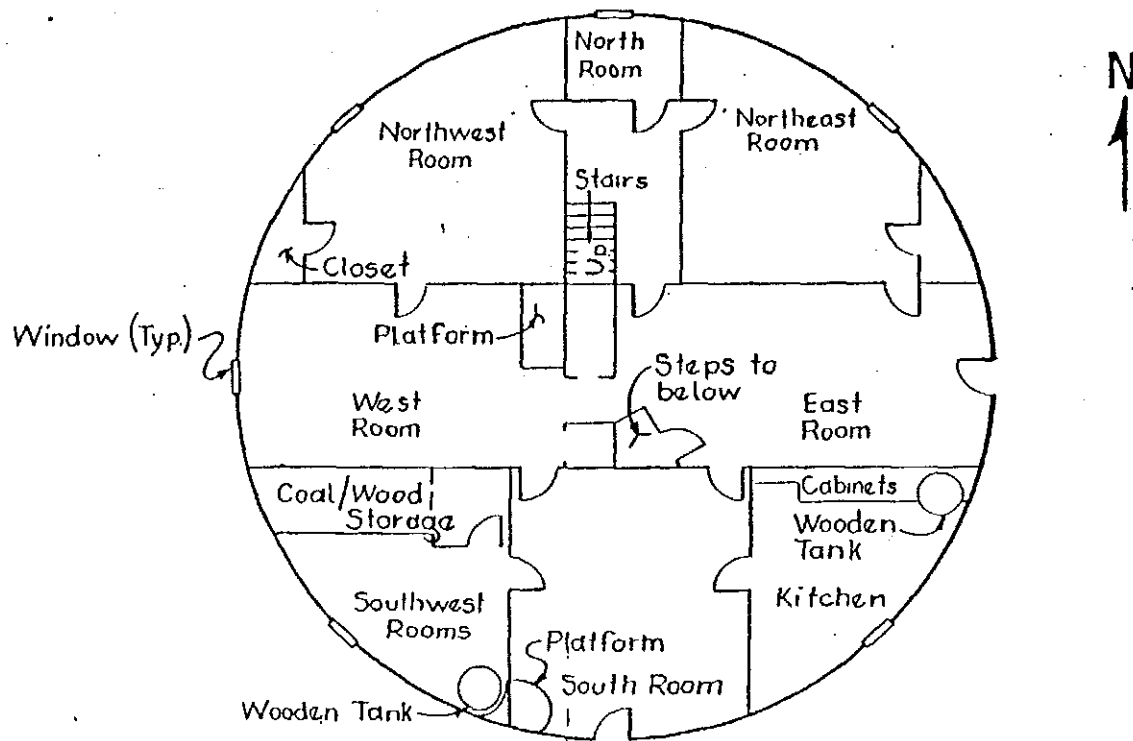 North
Room
N
Northwest
Room
Northeast
Room
Stairs
Up
Closet
Window (Typ.)
Platform
Steps to
below
West
Room
East
Room
Coal/Wood
Storage
Cabinets
Wooden
Tank
Southwest
Rooms
Kitchen
Platform
South Room
Wooden Tank